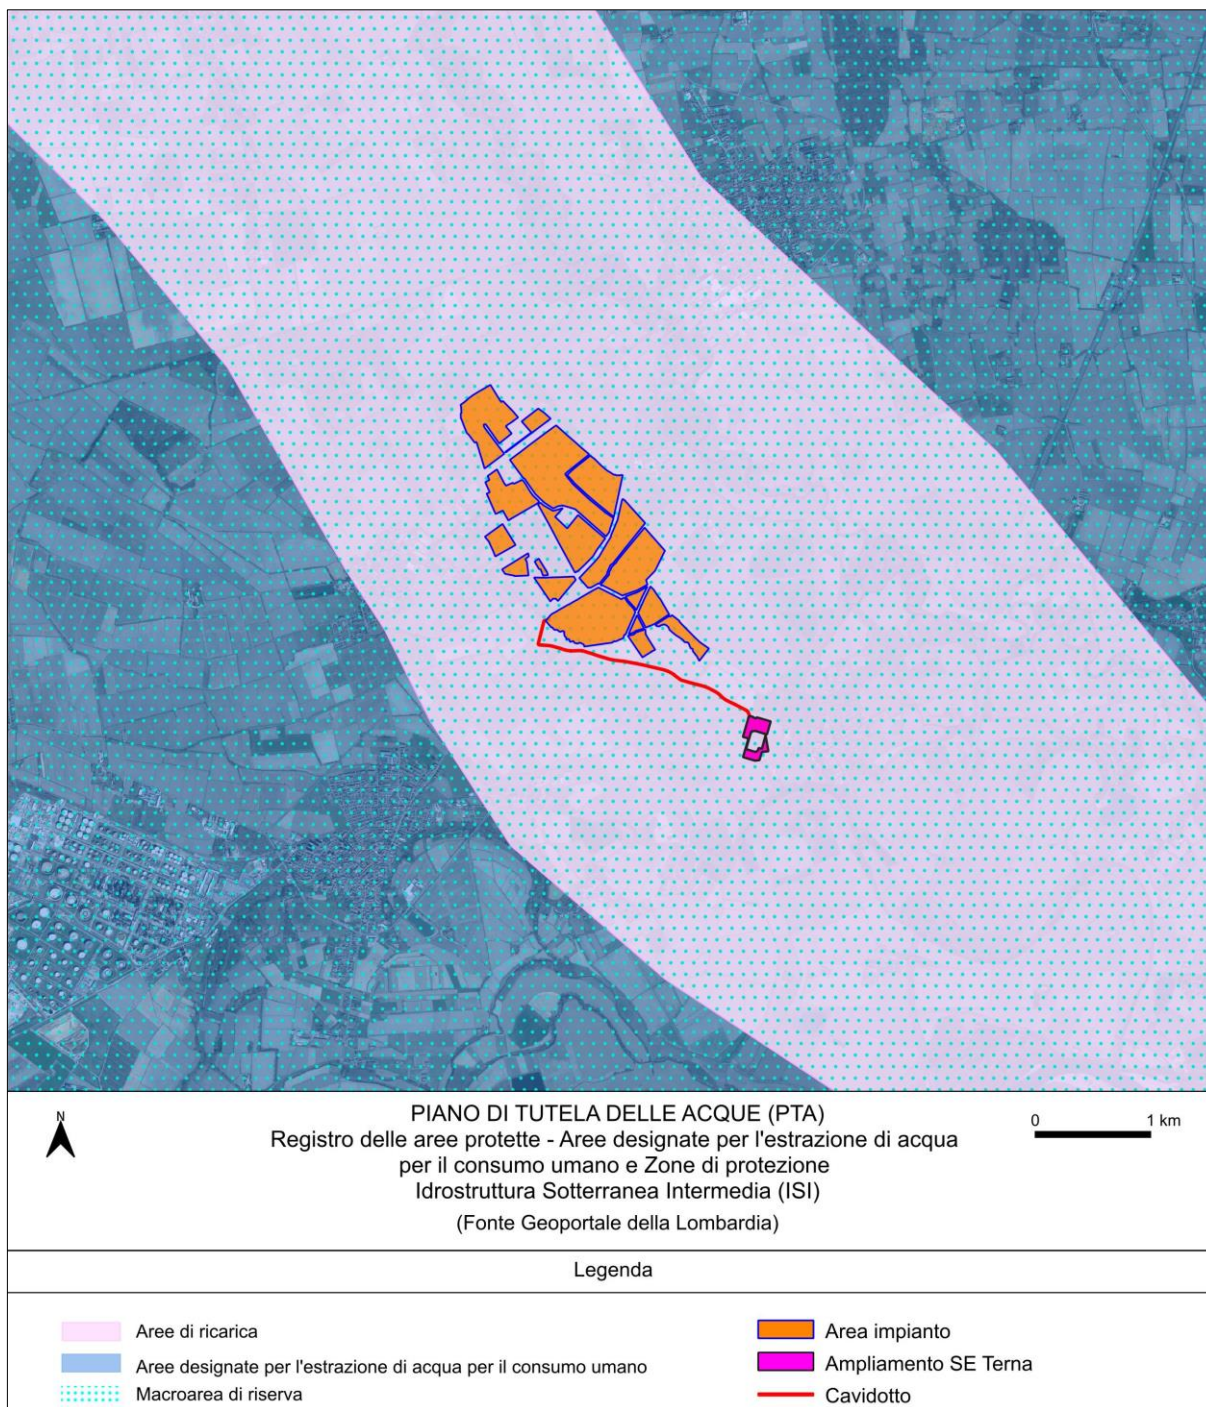 N
PIANO DI TUTELA DELLE ACQUE (PTA)
Registro delle aree protette - Aree designate per l'estrazione di acqua
per il consumo umano e Zone di protezione
Idrostruttura Sotterranea Intermedia (ISI)
(Fonte Geoportale della Lombardia)
0 1 km
Legenda
Aree di ricarica
Aree designate per l'estrazione di acqua per il consumo umano
Macroarea di riserva
Area impianto
Ampliamento SE Terna
Cavidotto